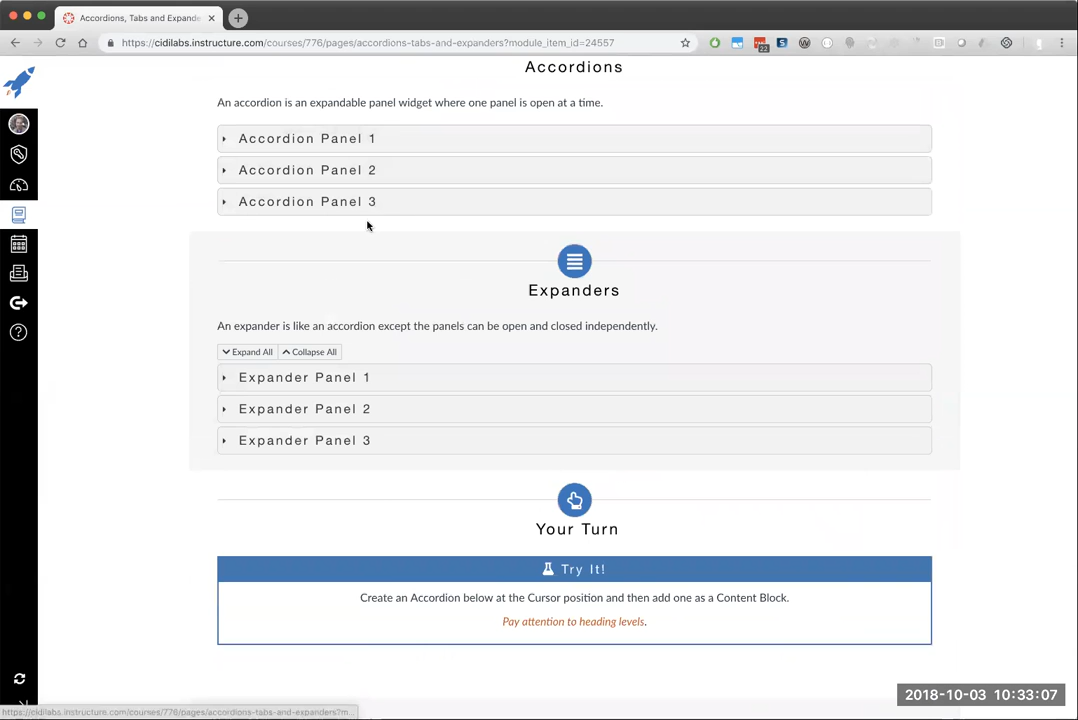 Accordions, Tabs and Expande
https://cidilabs.instructure.com/courses/776/pages/accordions-tabs-and-expanders?module_item_id=24557
22
Accordions
An accordion is an expandable panel widget where one panel is open at a time.
Accordion Panel 1
Accordion Panel 2
Accordion Panel 3
Expanders
An expander is like an accordion except the panels can be open and closed independently.
Expand All Collapse All
Expander Panel 1
Expander Panel 2
Expander Panel 3
Your Turn
Try It!
Create an Accordion below at the Cursor position and then add one as a Content Block.
Pay attention to heading levels.
2018-10-03 10:33:07
https://cidilabs.instructure.com/courses/776/pages/accordions-tabs-and-expanders?m...